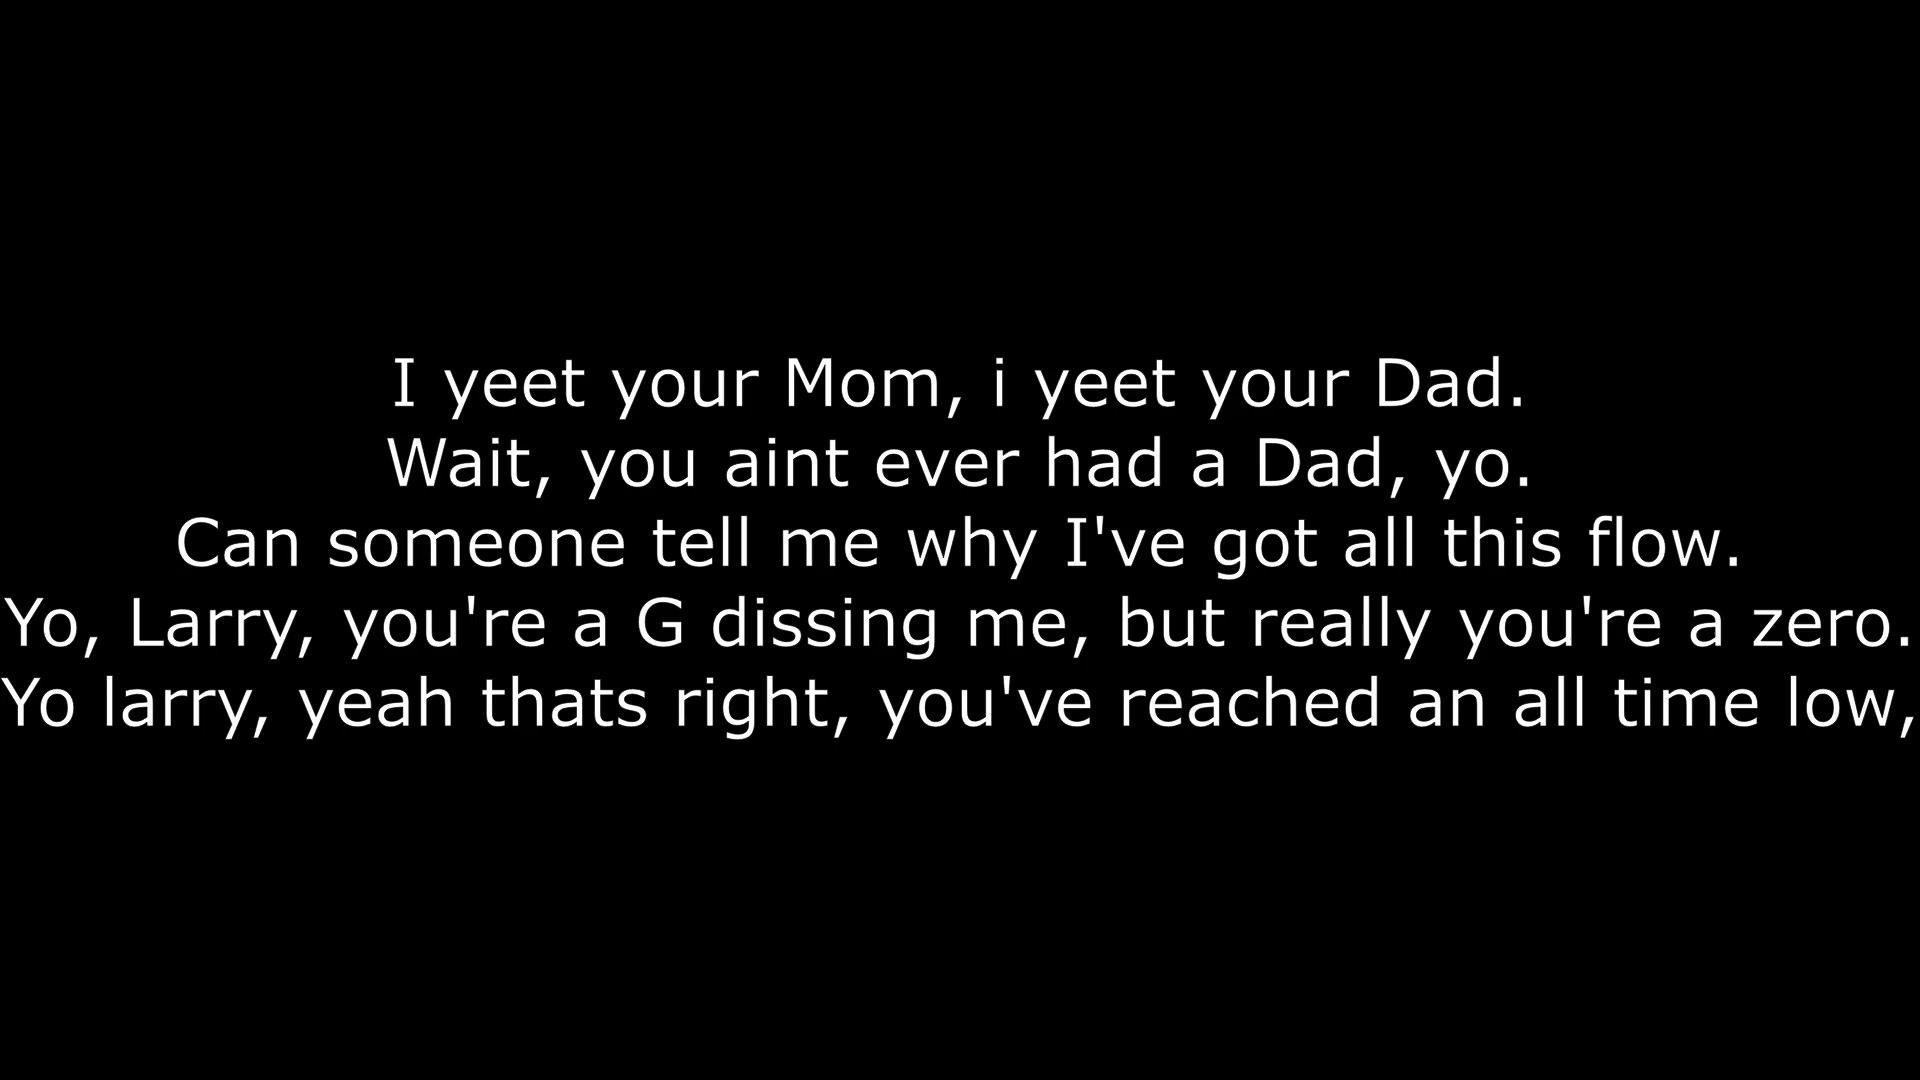 I yeet your Mom, i yeet your Dad.
Wait, you aint ever had a Dad, yo.
Can someone tell me why I've got all this flow.
Yo, Larry, you're a G dissing me, but really you're a zero.
Yo larry, yeah thats right, you've reached an all time low,